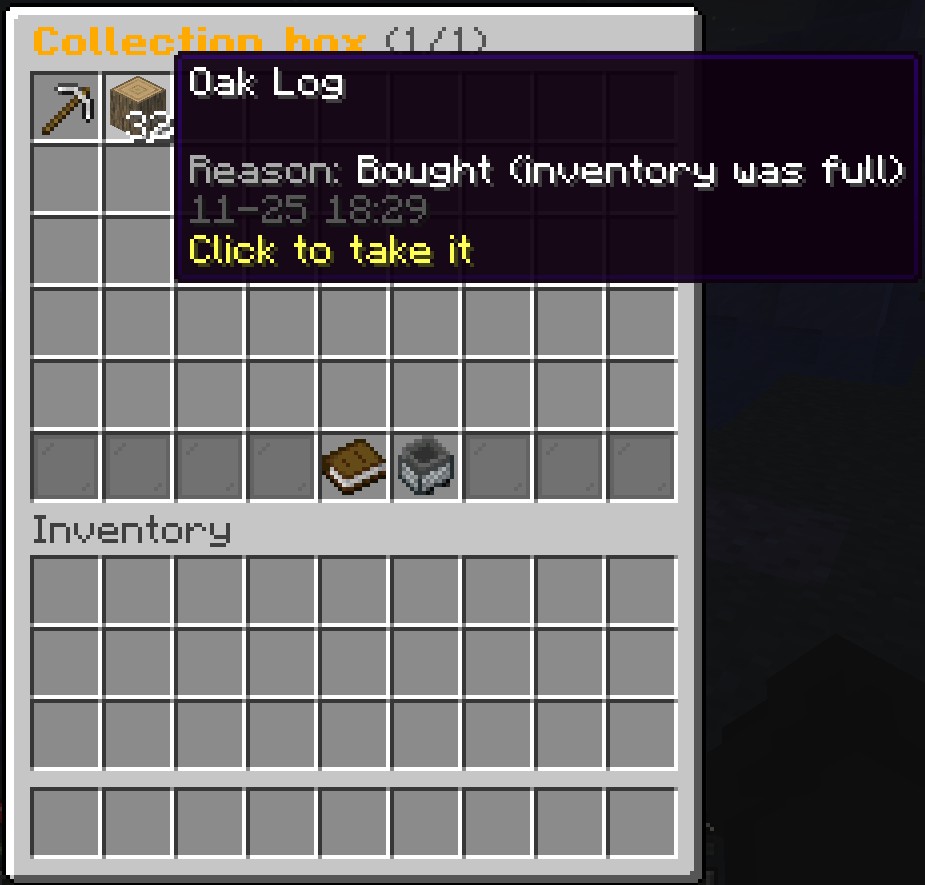 Collection box (1/1)
Oak Log
32
Reason: Bought (inventory was full)
11-25 18:29
Click to take it
Inventory